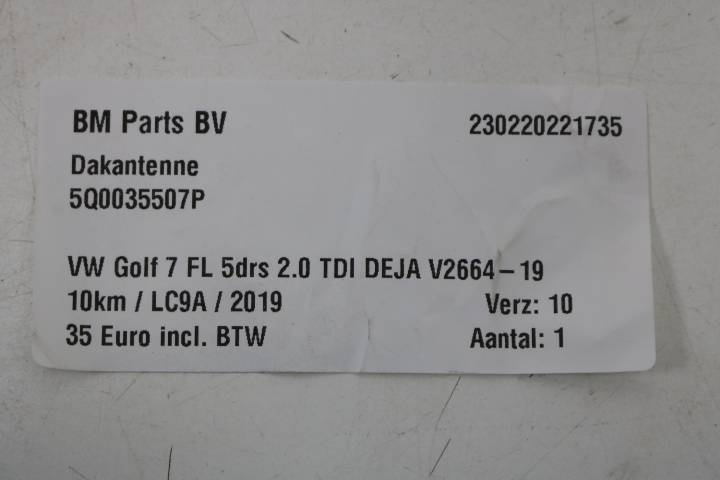 BM Parts BV 230220221735
Dakantenne
5Q0035507P
VW Golf 7 FL 5drs 2.0 TDI DEJA V2664-19
10km / LC9A / 2019 Verz: 10
35 Euro incl. BTW Aantal: 1